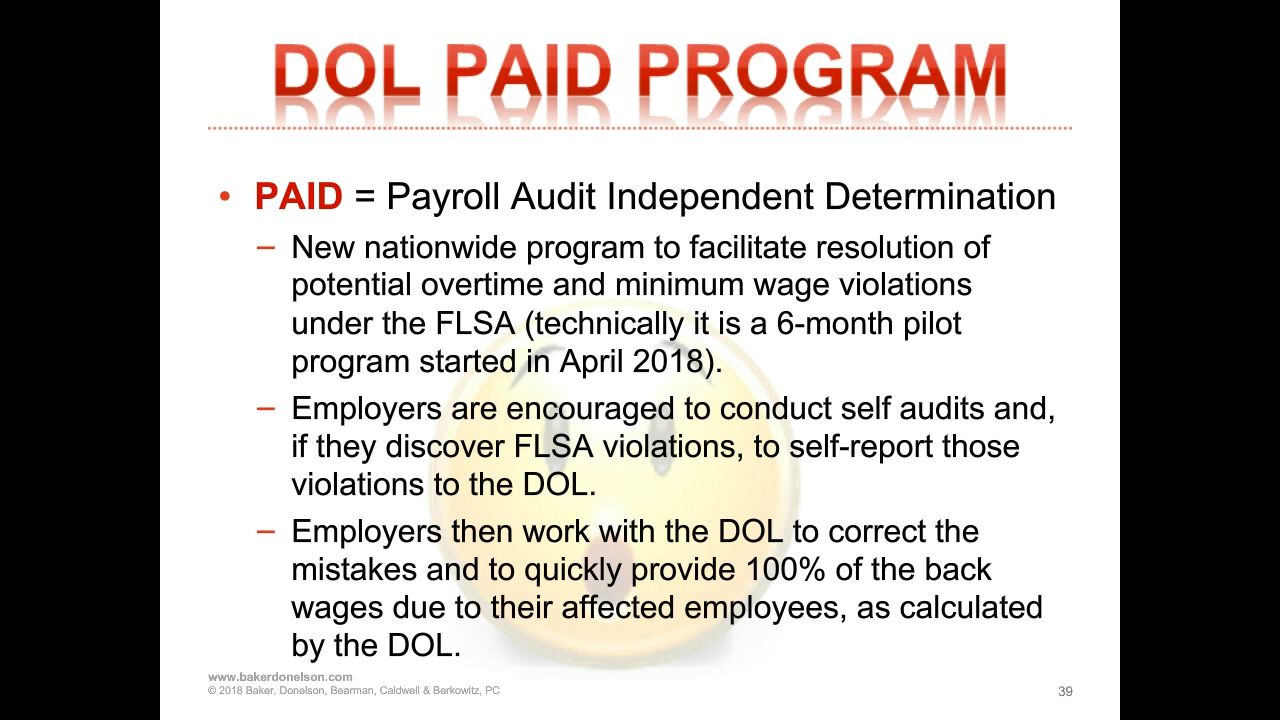 DOL PAID PROGRAM
• PAID = Payroll Audit Independent Determination
– New nationwide program to facilitate resolution of
potential overtime and minimum wage violations
under the FLSA (technically it is a 6-month pilot
program started in April 2018).
– Employers are encouraged to conduct self audits and,
if they discover FLSA violations, to self-report those
violations to the DOL.
– Employers then work with the DOL to correct the
mistakes and to quickly provide 100% of the back
wages due to their affected employees, as calculated
by the DOL.
www.bakerdonelson.com
© 2018 Baker, Donelson, Bearman, Caldwell & Berkowitz, PC
39